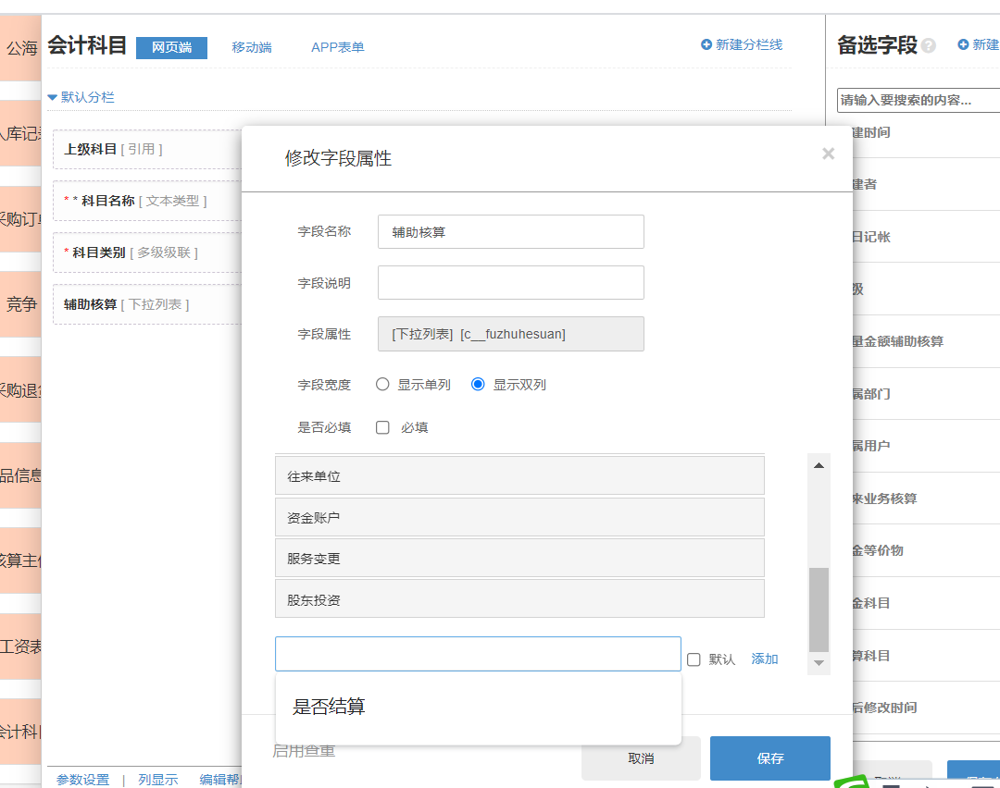 公海
会计科目 网页端 移动端 APP表单 新建分栏线
备选字段 ? 新建
默认分栏
请输入要搜索的内容...
建时间
入库记
上级科目 [ 引用 ]
修改字段属性
建者
* * 科目名称 [ 文本类型 ]
采购订单
字段名称 辅助核算
日记帐
* 科目类别 [ 多级级联 ]
字段说明
级
竞争
辅助核算 [ 下拉列表 ]
字段属性 [下拉列表] [c__fuzhuhesuan]
量金额辅助核算
采购退货
字段宽度 显示单列 显示双列
属部门
是否必填 必填
属用户
品信息
往来单位
来业务核算
资金账户
金等价物
核算主
服务变更
股东投资
金科目
工资表
默认 添加
算科目
是否结算
后修改时间
会计科目
启用查重
取消 保存
参数设置 | 列显示 编辑帮